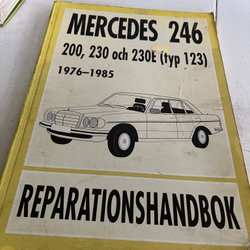 MERCEDES 246
200, 230 och 230E (typ 123)
1976–1985
REPARATIONSHANDBOK